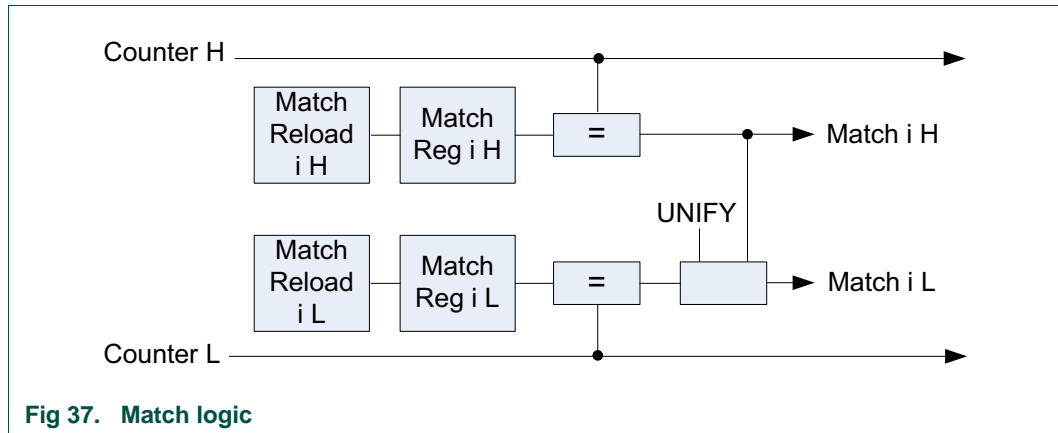 Counter H
Match
Reload
i H
Match
Reg i H
=
Match i H
UNIFY
Match
Reload
i L
Match
Reg i L
=
Match i L
Counter L
Fig 37. Match logic